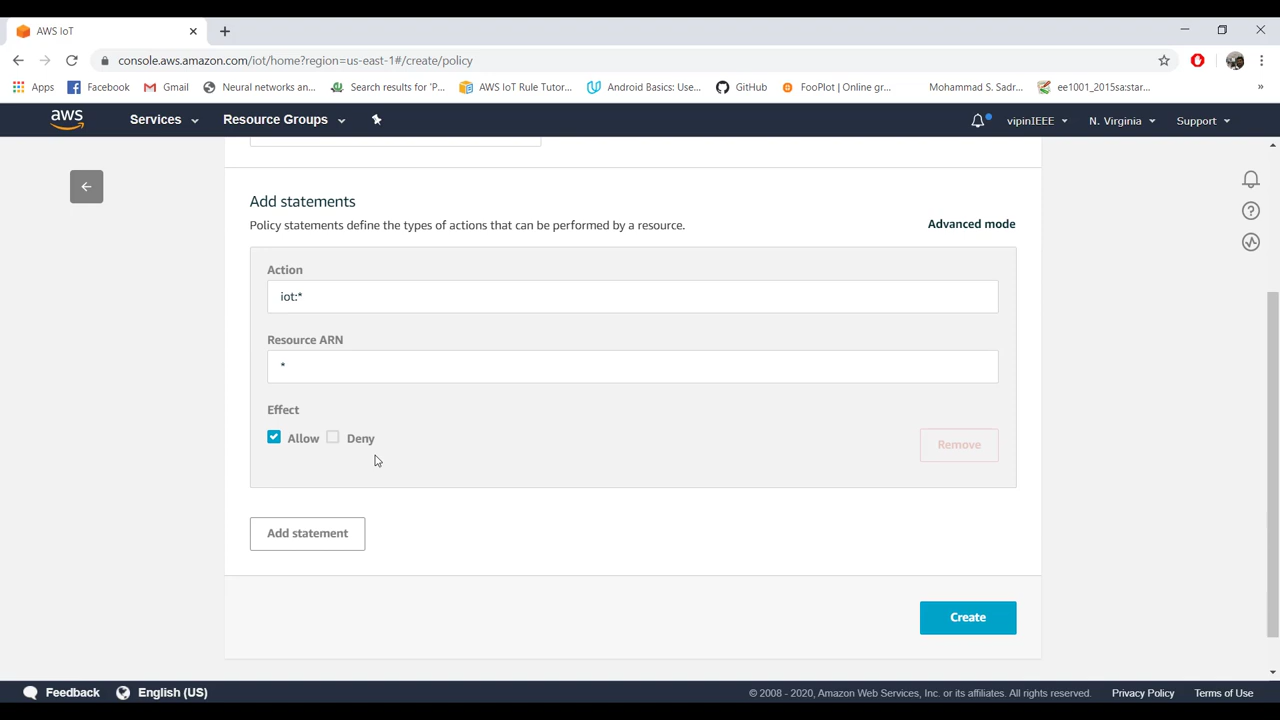 AWS IoT
console.aws.amazon.com/iot/home?region=us-east-1#/create/policy
Apps Facebook Gmail Neural networks an... Search results for 'P... AWS IoT Rule Tutor... Android Basics: Use... GitHub FooPlot | Online gr... Mohammad S. Sadr... ee1001_2015sa:star... »
aws Services Resource Groups vipinIEEE N. Virginia Support
Add statements
Policy statements define the types of actions that can be performed by a resource.
Advanced mode
Action
iot:*
Resource ARN
*
Effect
Allow Deny
Remove
Add statement
Create
Feedback English (US) © 2008 - 2020, Amazon Web Services, Inc. or its affiliates. All rights reserved. Privacy Policy Terms of Use